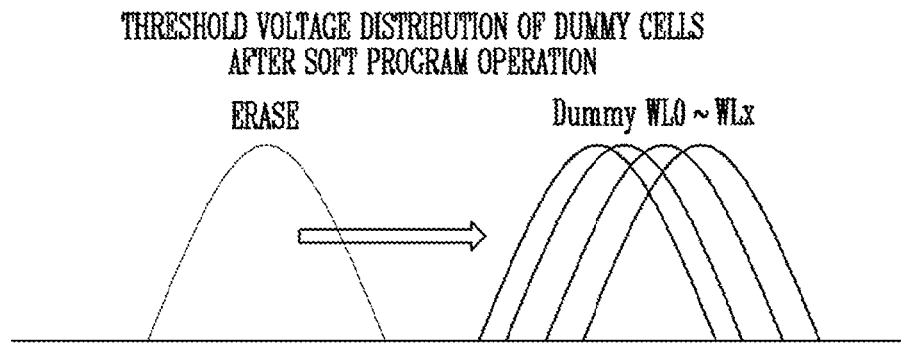 THRESHOLD VOLTAGE DISTRIBUTION OF DUMMY CELLS
AFTER SOFT PROGRAM OPERATION
ERASE
Dummy WL0 ~ WLx